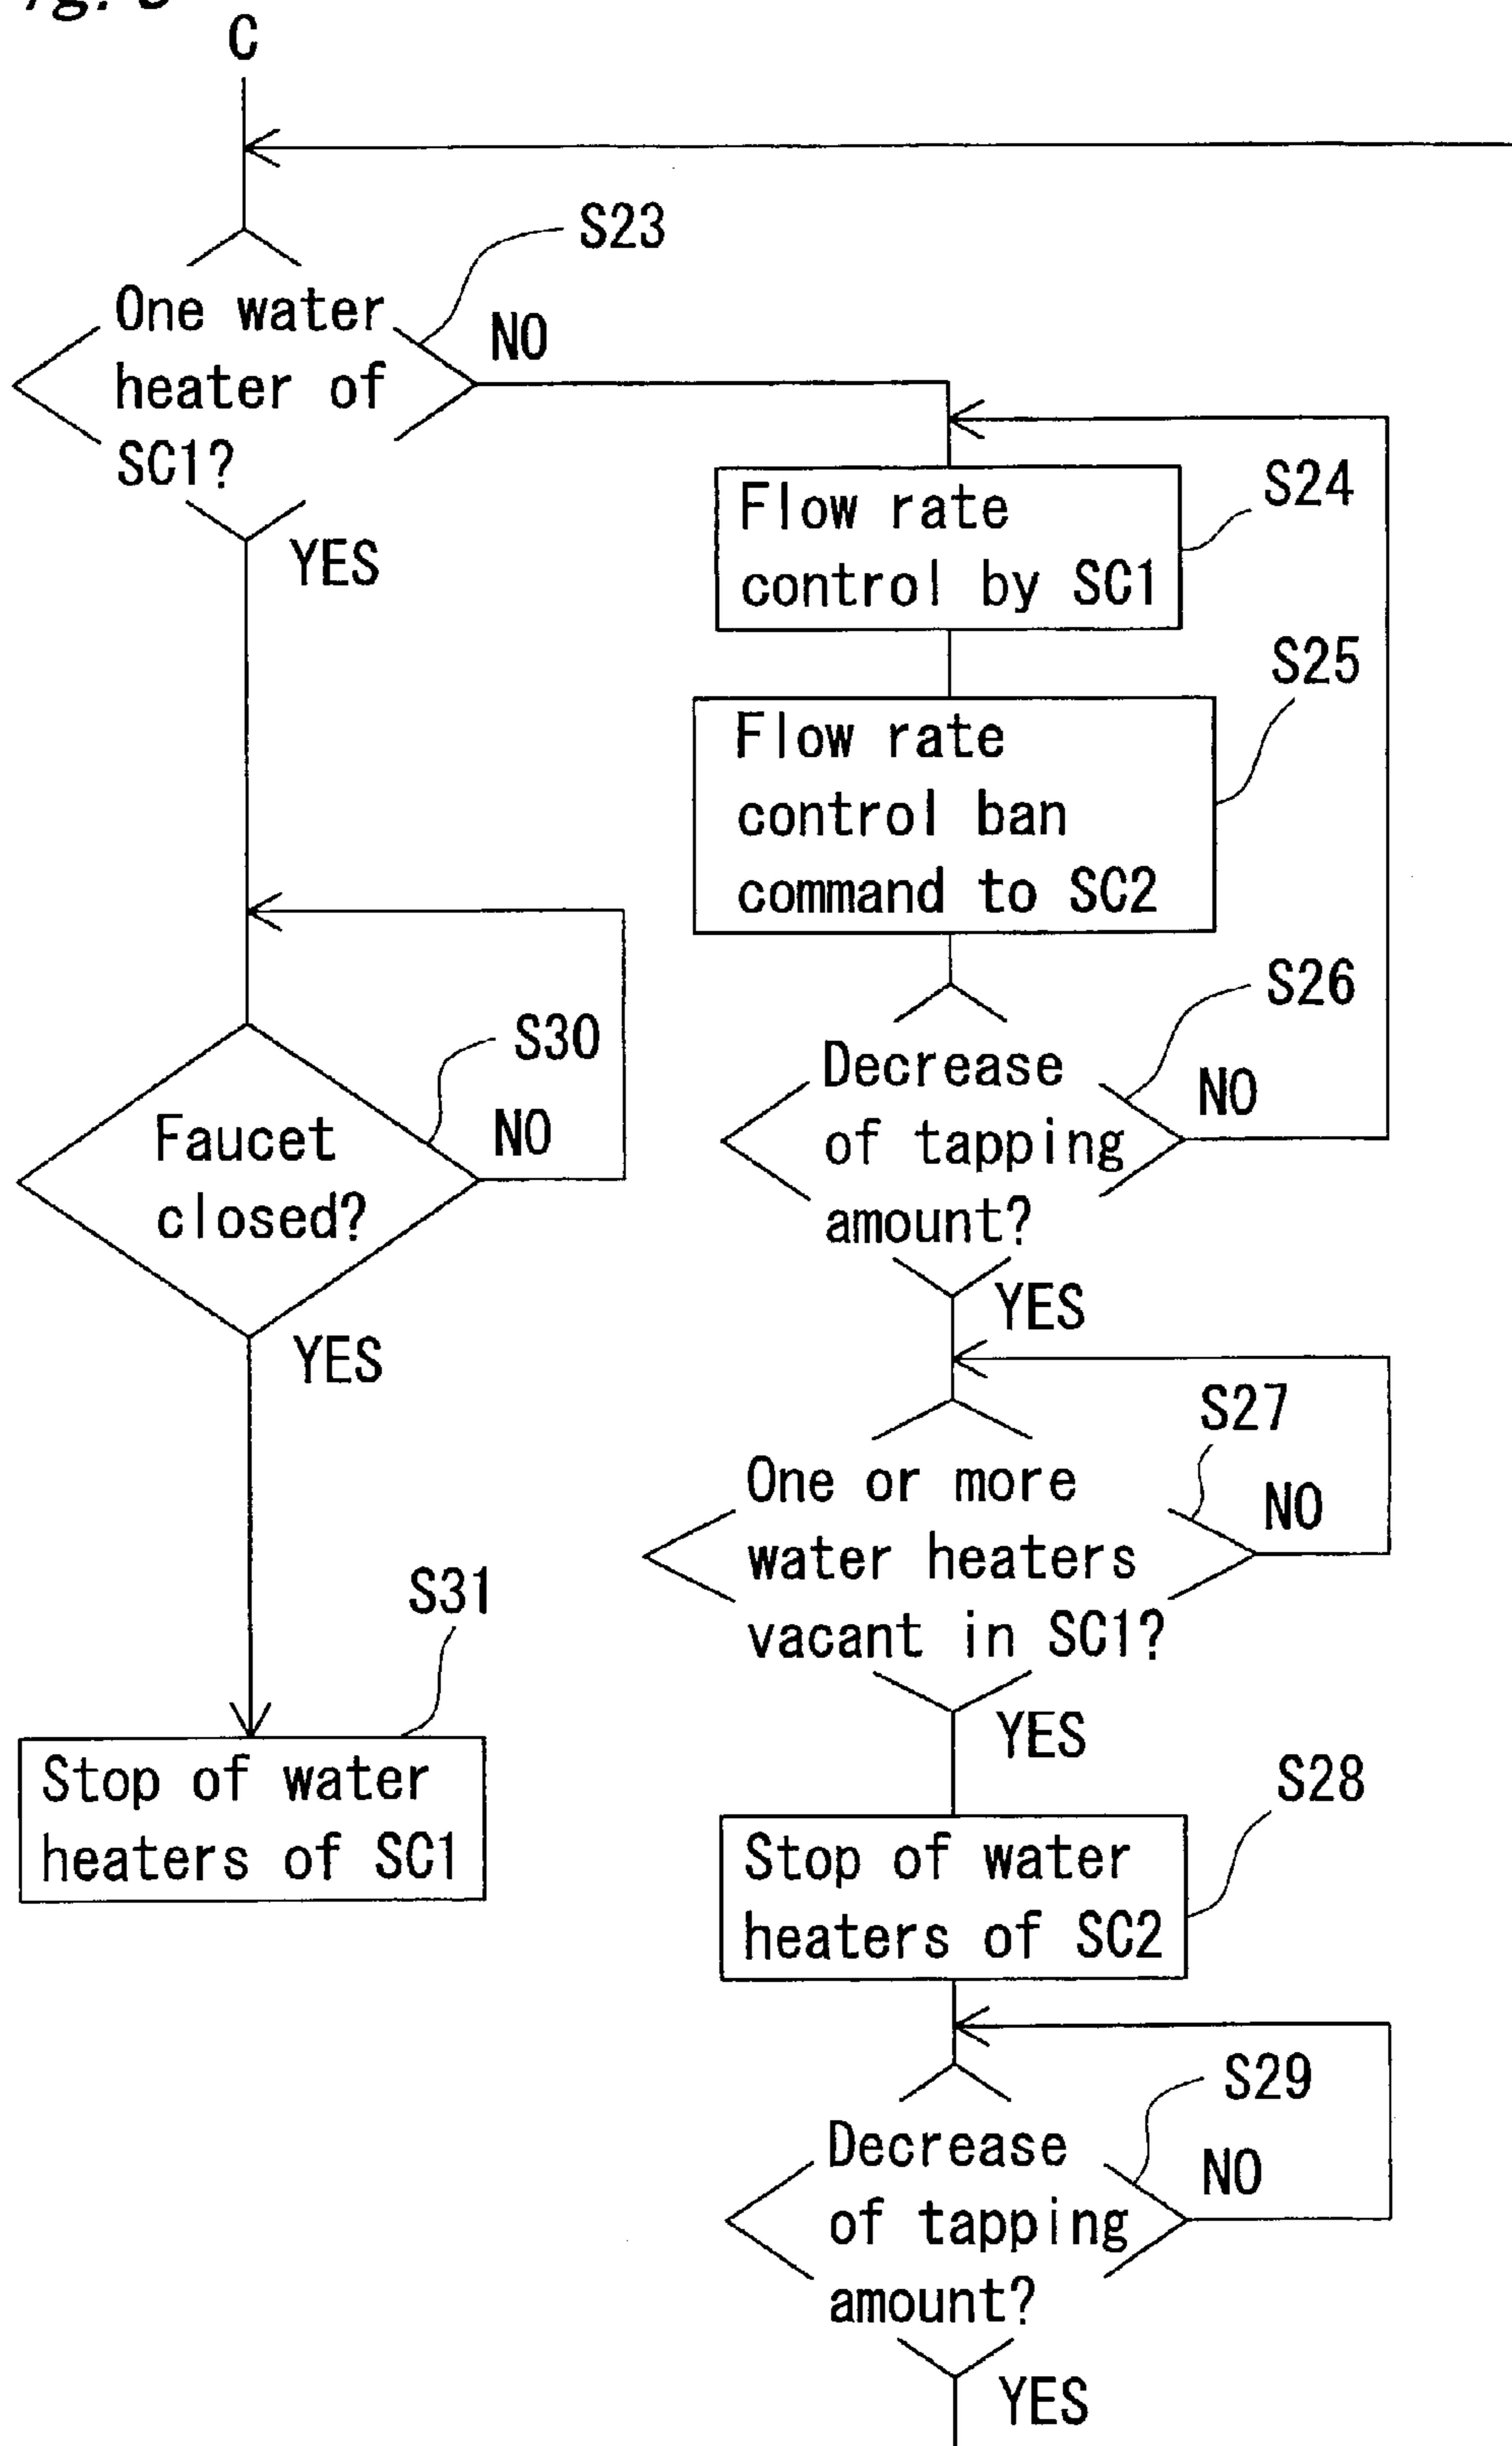 C
S23
One water
heater of
SC1?
NO
YES
Flow rate
control by SC1
S24
Flow rate
control ban
command to SC2
S25
Decrease
of tapping
amount?
S26
NO
YES
One or more
water heaters
vacant in SC1?
S27
NO
YES
Stop of water
heaters of SC2
S28
Decrease
of tapping
amount?
S29
NO
YES
Faucet
closed?
S30
NO
YES
Stop of water
heaters of SC1
S31